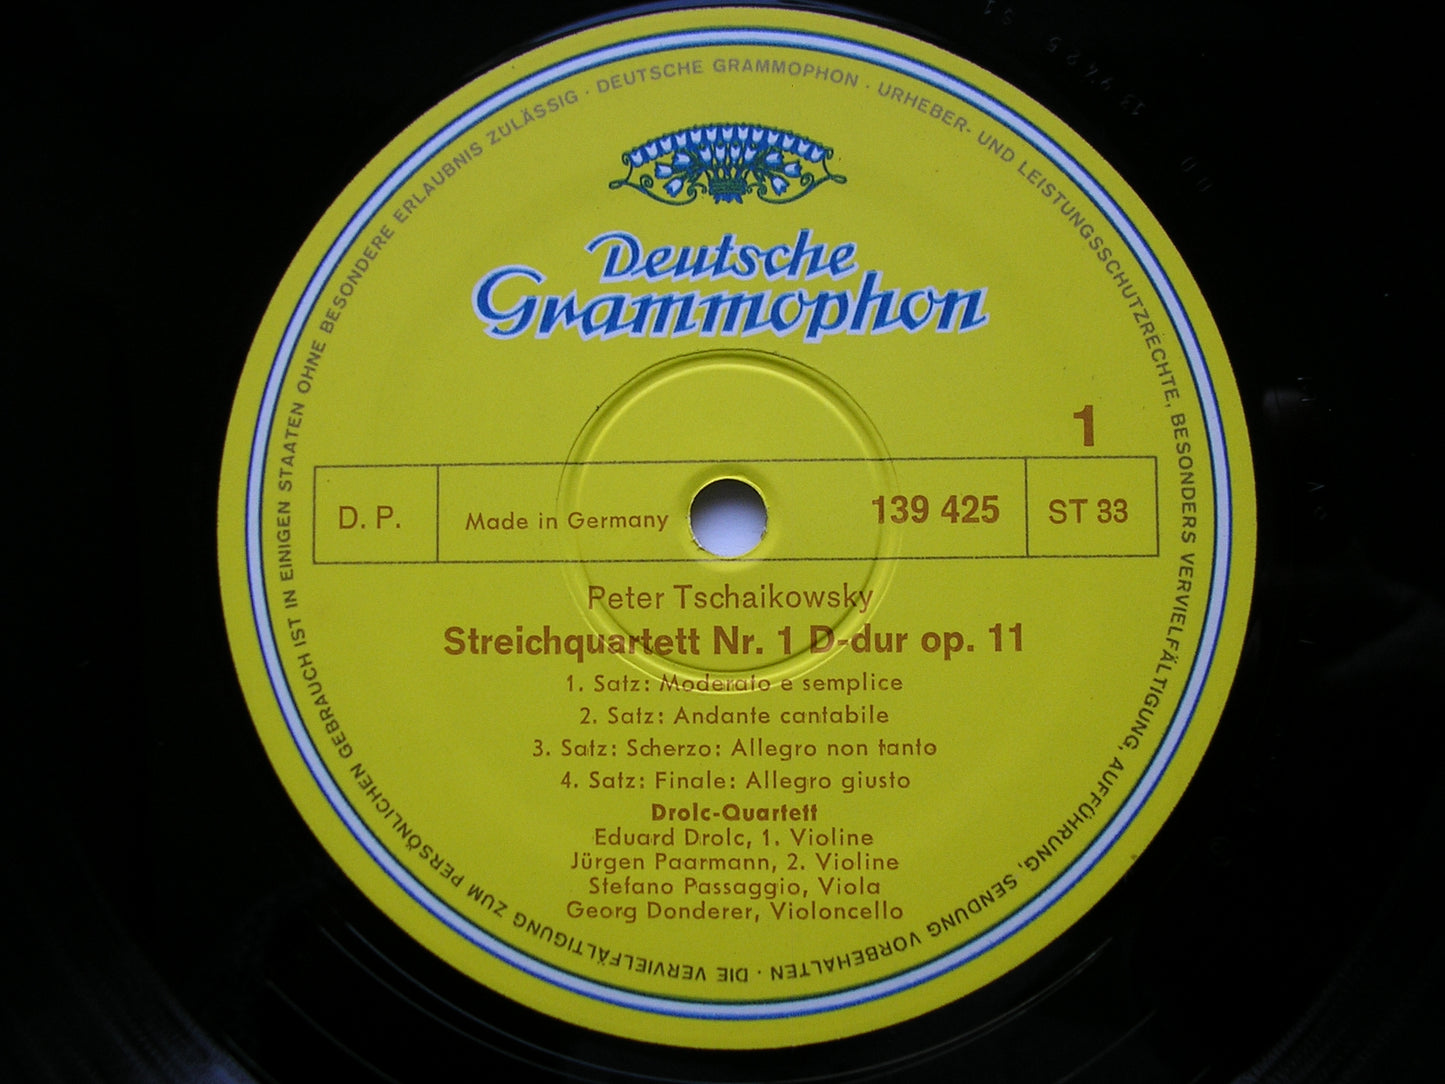 DEUTSCHE GRAMMOPHON · URHEBER- UND LEISTUNGSSCHUTZRECHTE, BESONDERS VERVIELFÄLTIGUNG, AUFFÜHRUNG, SENDUNG VORBEHALTEN · DIE VERVIELFÄLTIGUNG ZUM PERSÖNLICHEN GEBRAUCH IST IN EINIGEN STAATEN OHNE BESONDERE ERLAUBNIS ZULÄSSIG ·
Deutsche
Grammophon
1
D. P.
Made in Germany
139 425
ST 33
Peter Tschaikowsky
Streichquartett Nr. 1 D-dur op. 11
1. Satz: Moderato e semplice
2. Satz: Andante cantabile
3. Satz: Scherzo: Allegro non tanto
4. Satz: Finale: Allegro giusto
Drolc-Quartett
Eduard Drolc, 1. Violine
Jürgen Paarmann, 2. Violine
Stefano Passaggio, Viola
Georg Donderer, Violoncello